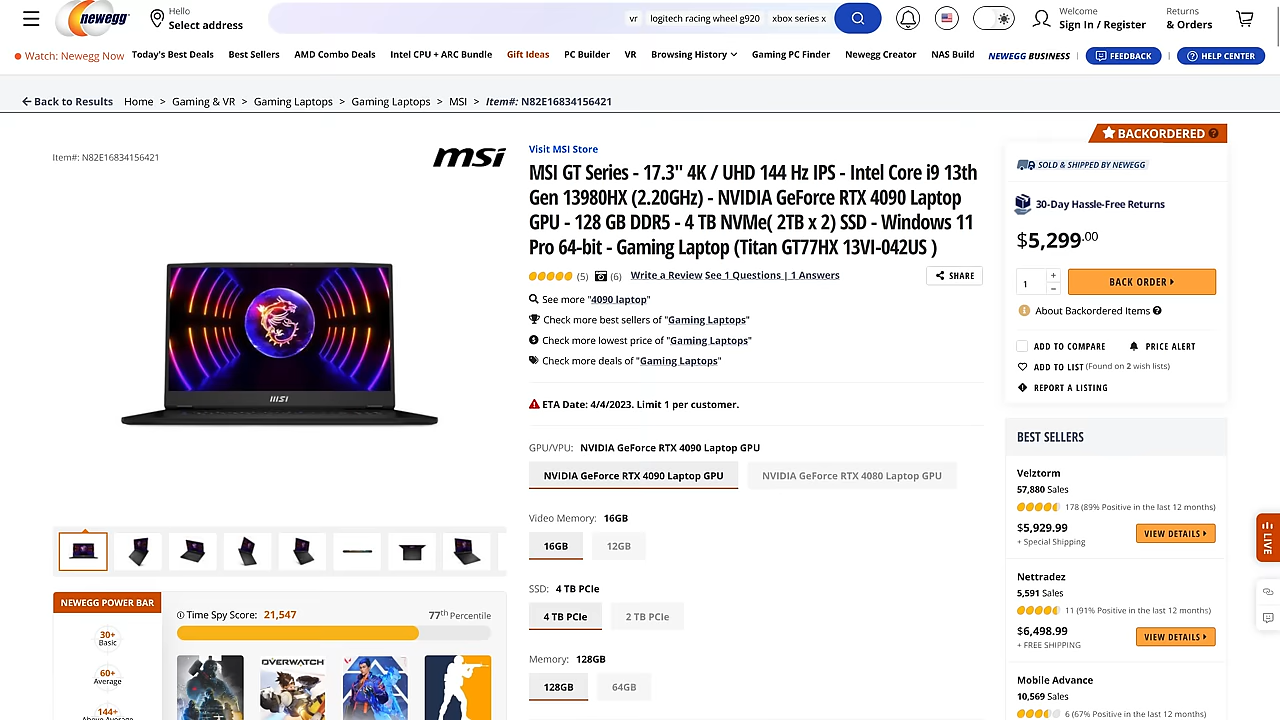 newegg
Hello
Select address
vr
logitech racing wheel g920
xbox series x
Welcome
Sign In / Register
Returns
& Orders
Watch: Newegg Now
Today's Best Deals
Best Sellers
AMD Combo Deals
Intel CPU + ARC Bundle
Gift Ideas
PC Builder
VR
Browsing History
Gaming PC Finder
Newegg Creator
NAS Build
NEWEGG BUSINESS
FEEDBACK
HELP CENTER
Back to Results Home > Gaming & VR > Gaming Laptops > Gaming Laptops > MSI > Item#: N82E16834156421
Item#: N82E16834156421
msi
Visit MSI Store
MSI GT Series - 17.3" 4K / UHD 144 Hz IPS - Intel Core i9 13th
Gen 13980HX (2.20GHz) - NVIDIA GeForce RTX 4090 Laptop
GPU - 128 GB DDR5 - 4 TB NVMe( 2TB x 2) SSD - Windows 11
Pro 64-bit - Gaming Laptop (Titan GT77HX 13VI-042US )
(5) (6) Write a Review See 1 Questions | 1 Answers
SHARE
See more "4090 laptop"
Check more best sellers of "Gaming Laptops"
Check more lowest price of "Gaming Laptops"
Check more deals of "Gaming Laptops"
ETA Date: 4/4/2023. Limit 1 per customer.
GPU/VPU: NVIDIA GeForce RTX 4090 Laptop GPU
NVIDIA GeForce RTX 4090 Laptop GPU
NVIDIA GeForce RTX 4080 Laptop GPU
Video Memory: 16GB
16GB
12GB
SSD: 4 TB PCIe
4 TB PCIe
2 TB PCIe
Memory: 128GB
128GB
64GB
msi
NEWEGG POWER BAR
30+
Basic
60+
Average
144+
Above Average
Time Spy Score: 21,547
77th Percentile
OVERWATCH
BACKORDERED
SOLD & SHIPPED BY NEWEGG
30-Day Hassle-Free Returns
$5,299.00
1
+
−
BACK ORDER
About Backordered Items
ADD TO COMPARE
PRICE ALERT
ADD TO LIST (Found on 2 wish lists)
REPORT A LISTING
BEST SELLERS
Velztorm
57,880 Sales
178 (89% Positive in the last 12 months)
$5,929.99
+ Special Shipping
VIEW DETAILS
Nettradez
5,591 Sales
11 (91% Positive in the last 12 months)
$6,498.99
+ FREE SHIPPING
VIEW DETAILS
Mobile Advance
10,569 Sales
6 (67% Positive in the last 12 months)
LIVE